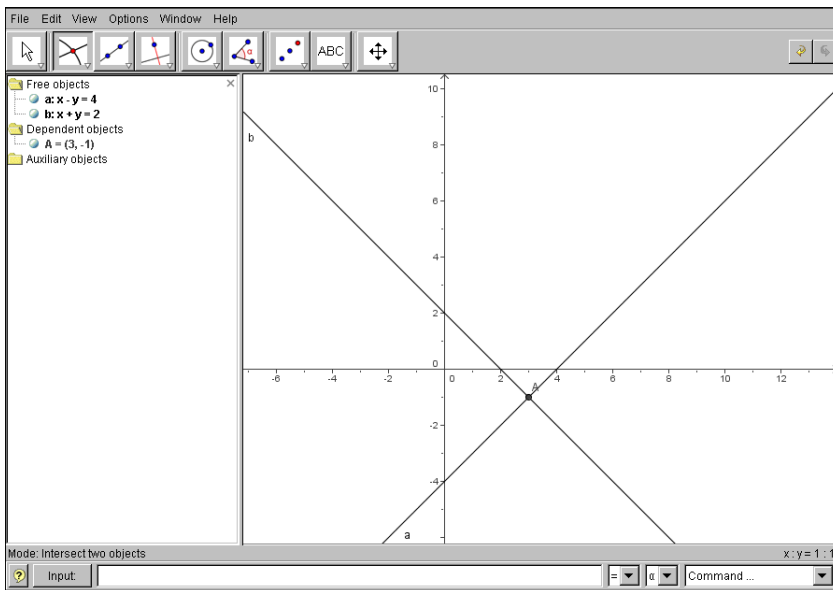 File Edit View Options Window Help
ABC
α
Free objects
a: x - y = 4
b: x + y = 2
Dependent objects
A = (3, -1)
Auxiliary objects
b
10
8
6
4
2
0
-2
-4
-6 -4 -2 0 2 4 6 8 10 12
A
a
Mode: Intersect two objects
x : y = 1 : 1
Input:
= α Command ...